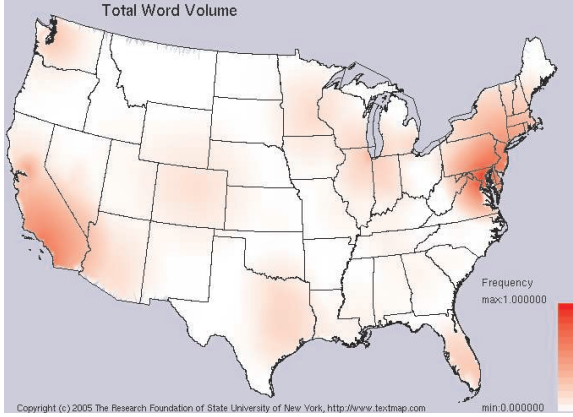 Total Word Volume
Frequency
max:1.000000
min:0.000000
Copyright (c) 2005 The Research Foundation of State University of New York, http://www.textmap.com